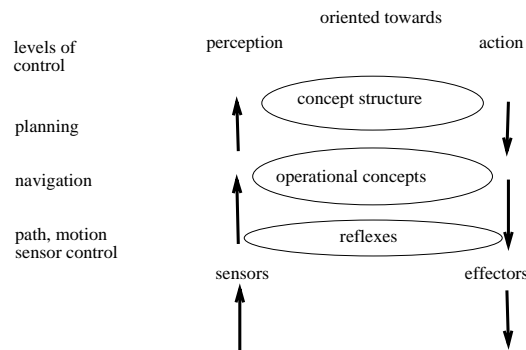 oriented towards
levels of
control
perception
action
concept structure
planning
navigation
operational concepts
path, motion
sensor control
reflexes
sensors
effectors